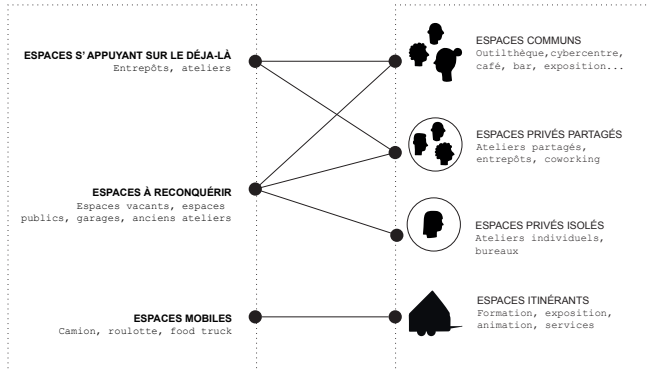 ESPACES S' APPUYANT SUR LE DÉJA-LÀ
Entrepôts, ateliers
ESPACES À RECONQUÉRIR
Espaces vacants, espaces
publics, garages, anciens ateliers
ESPACES MOBILES
Camion, roulotte, food truck
ESPACES COMMUNS
Outilthèque,cybercentre,
café, bar, exposition...
ESPACES PRIVÉS PARTAGÉS
Ateliers partagés,
entrepôts, coworking
ESPACES PRIVÉS ISOLÉS
Ateliers individuels,
bureaux
ESPACES ITINÉRANTS
Formation, exposition,
animation, services